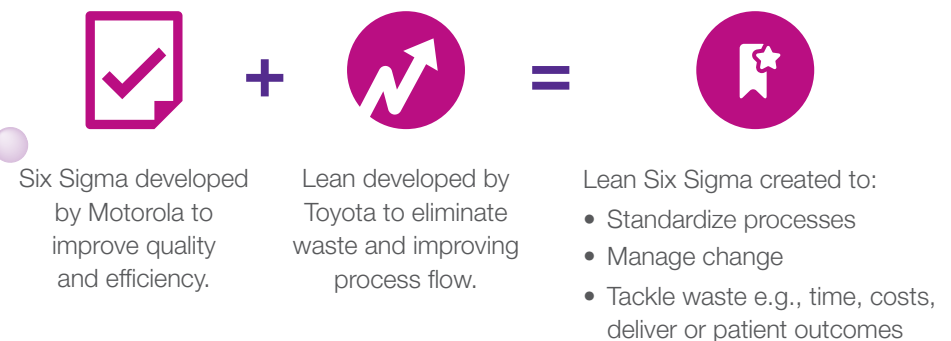 +
=
Six Sigma developed
by Motorola to
improve quality
and efficiency.
Lean developed by
Toyota to eliminate
waste and improving
process flow.
Lean Six Sigma created to:
• Standardize processes
• Manage change
• Tackle waste e.g., time, costs,
deliver or patient outcomes